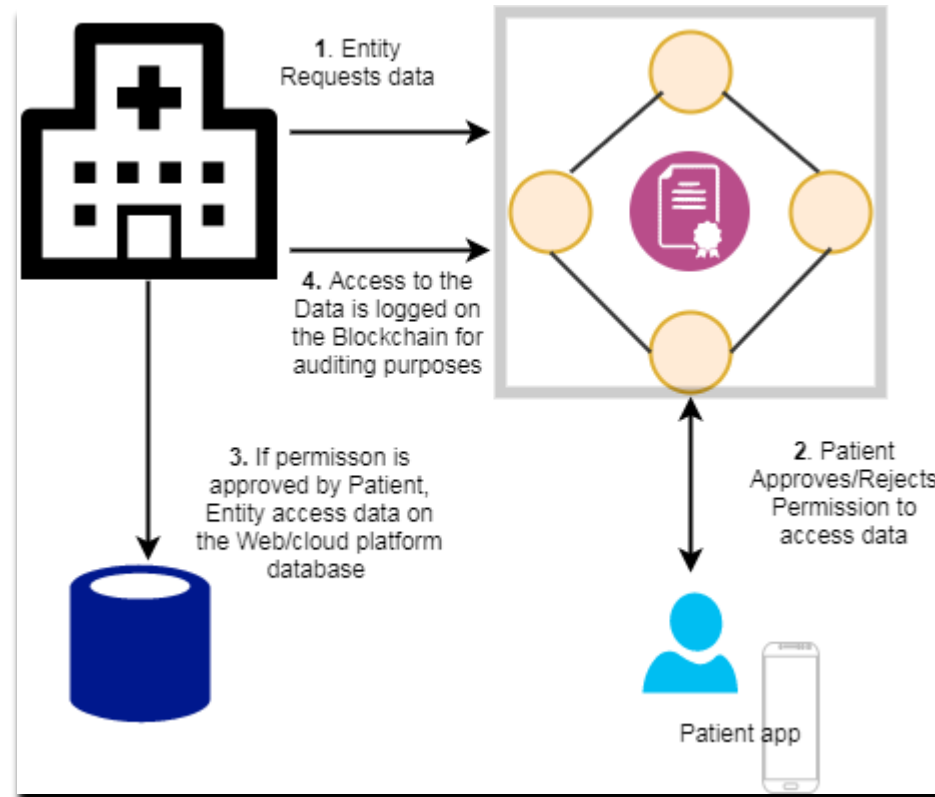 1. Entity
Requests data
4. Access to the
Data is logged on
the Blockchain for
auditing purposes
2. Patient
Approves/Rejects
Permission to
access data
3. If permisson is
approved by Patient,
Entity access data on
the Web/cloud platform
database
Patient app